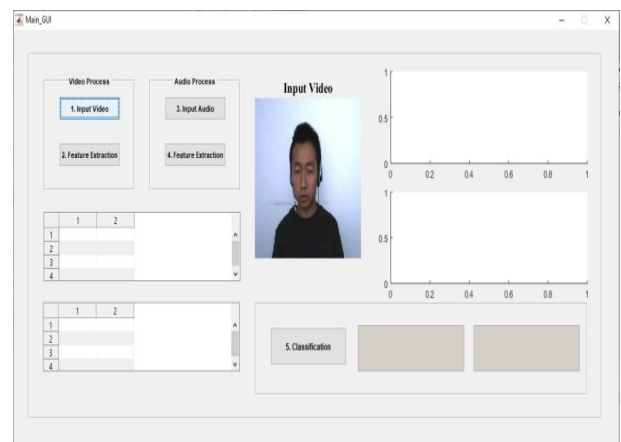 Main_GUI
Video Process
1. Input Video
2. Feature Extraction
Audio Process
3. Input Audio
4. Feature Extraction
Input Video
1
0.5
0
0 0.2 0.4 0.6 0.8 1
1
0.5
0
0 0.2 0.4 0.6 0.8 1
1 2
1
2
3
4
1 2
1
2
3
4
5. Classification